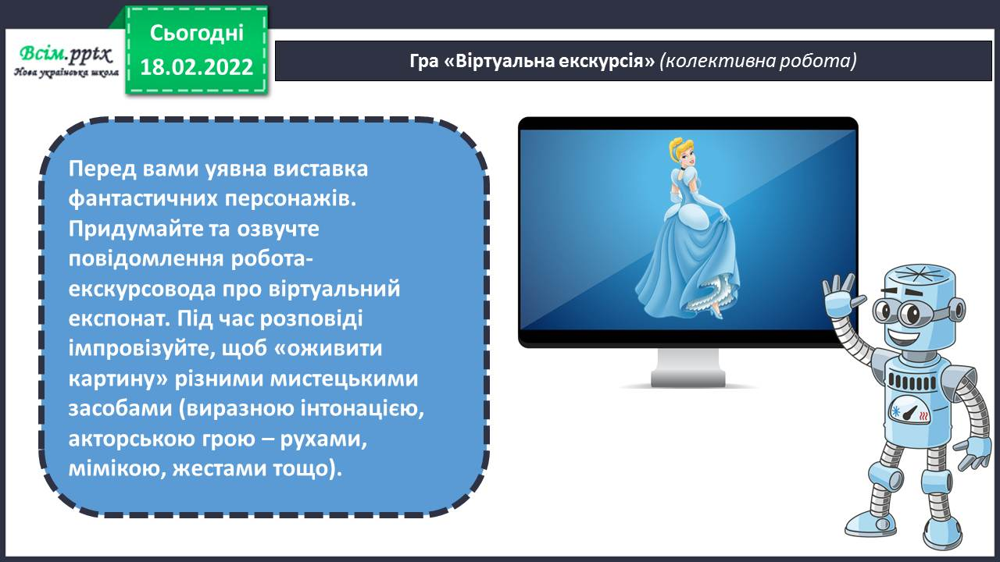 Всім.pptx
Нова українська школа
Сьогодні
18.02.2022
Гра «Віртуальна екскурсія» (колективна робота)
Перед вами уявна виставка
фантастичних персонажів.
Придумайте та озвучте
повідомлення робота-
екскурсовода про віртуальний
експонат. Під час розповіді
імпровізуйте, щоб «оживити
картину» різними мистецькими
засобами (виразною інтонацією,
акторською грою – рухами,
мімікою, жестами тощо).